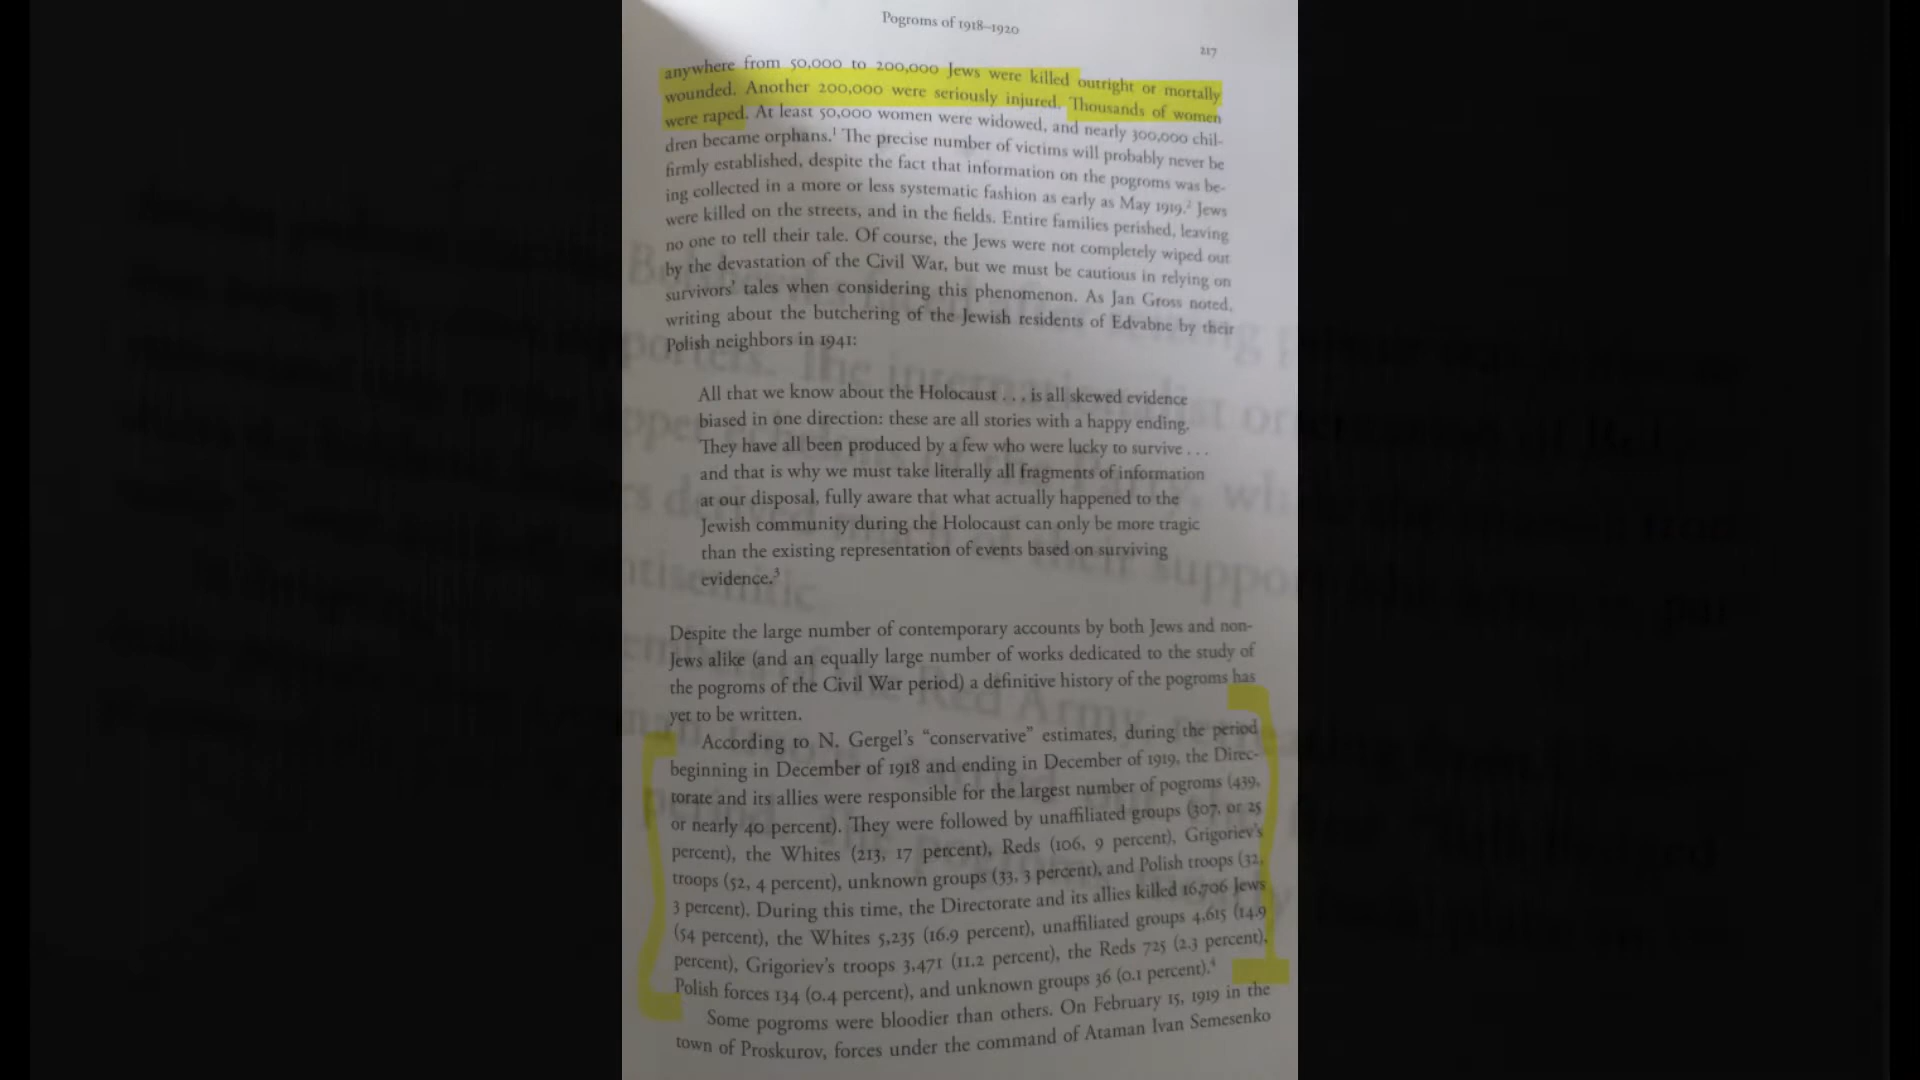 Pogroms of 1918–1920
217
anywhere from 50,000 to 200,000 Jews were killed outright or mortally
wounded. Another 200,000 were seriously injured. Thousands of women
were raped. At least 50,000 women were widowed, and nearly 300,000 chil-
dren became orphans.¹ The precise number of victims will probably never be
firmly established, despite the fact that information on the pogroms was be-
ing collected in a more or less systematic fashion as early as May 1919.² Jews
were killed on the streets, and in the fields. Entire families perished, leaving
no one to tell their tale. Of course, the Jews were not completely wiped out
by the devastation of the Civil War, but we must be cautious in relying on
survivors' tales when considering this phenomenon. As Jan Gross noted,
writing about the butchering of the Jewish residents of Edvabne by their
Polish neighbors in 1941:
All that we know about the Holocaust . . . is all skewed evidence
biased in one direction: these are all stories with a happy ending.
They have all been produced by a few who were lucky to survive . . .
and that is why we must take literally all fragments of information
at our disposal, fully aware that what actually happened to the
Jewish community during the Holocaust can only be more tragic
than the existing representation of events based on surviving
evidence.³
Despite the large number of contemporary accounts by both Jews and non-
Jews alike (and an equally large number of works dedicated to the study of
the pogroms of the Civil War period) a definitive history of the pogroms has
yet to be written.
According to N. Gergel's "conservative" estimates, during the period
beginning in December of 1918 and ending in December of 1919, the Direc-
torate and its allies were responsible for the largest number of pogroms (439,
or nearly 40 percent). They were followed by unaffiliated groups (307, or 25
percent), the Whites (213, 17 percent), Reds (106, 9 percent), Grigoriev's
troops (52, 4 percent), unknown groups (33, 3 percent), and Polish troops (32,
3 percent). During this time, the Directorate and its allies killed 16,706 Jews
(54 percent), the Whites 5,235 (16.9 percent), unaffiliated groups 4,615 (14.9
percent), Grigoriev's troops 3,471 (11.2 percent), the Reds 725 (2.3 percent),
Polish forces 134 (0.4 percent), and unknown groups 36 (0.1 percent).⁴
Some pogroms were bloodier than others. On February 15, 1919 in the
town of Proskurov, forces under the command of Ataman Ivan Semesenko